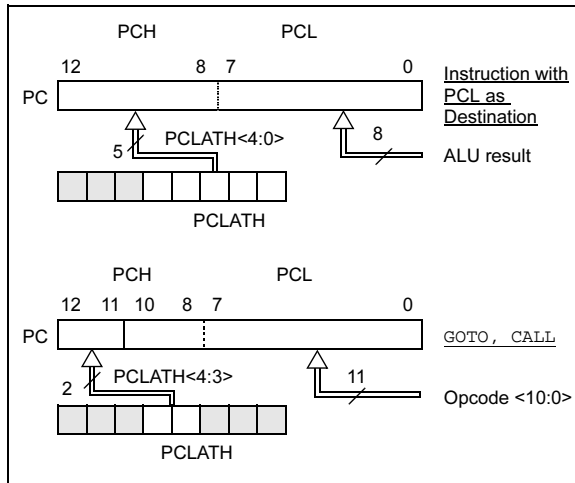 PCH PCL
12 8 7 0
PC
Instruction with
PCL as
Destination
5 PCLATH<4:0> 8 ALU result
PCLATH
PCH PCL
12 11 10 8 7 0
PC GOTO, CALL
2 PCLATH<4:3> 11 Opcode <10:0>
PCLATH